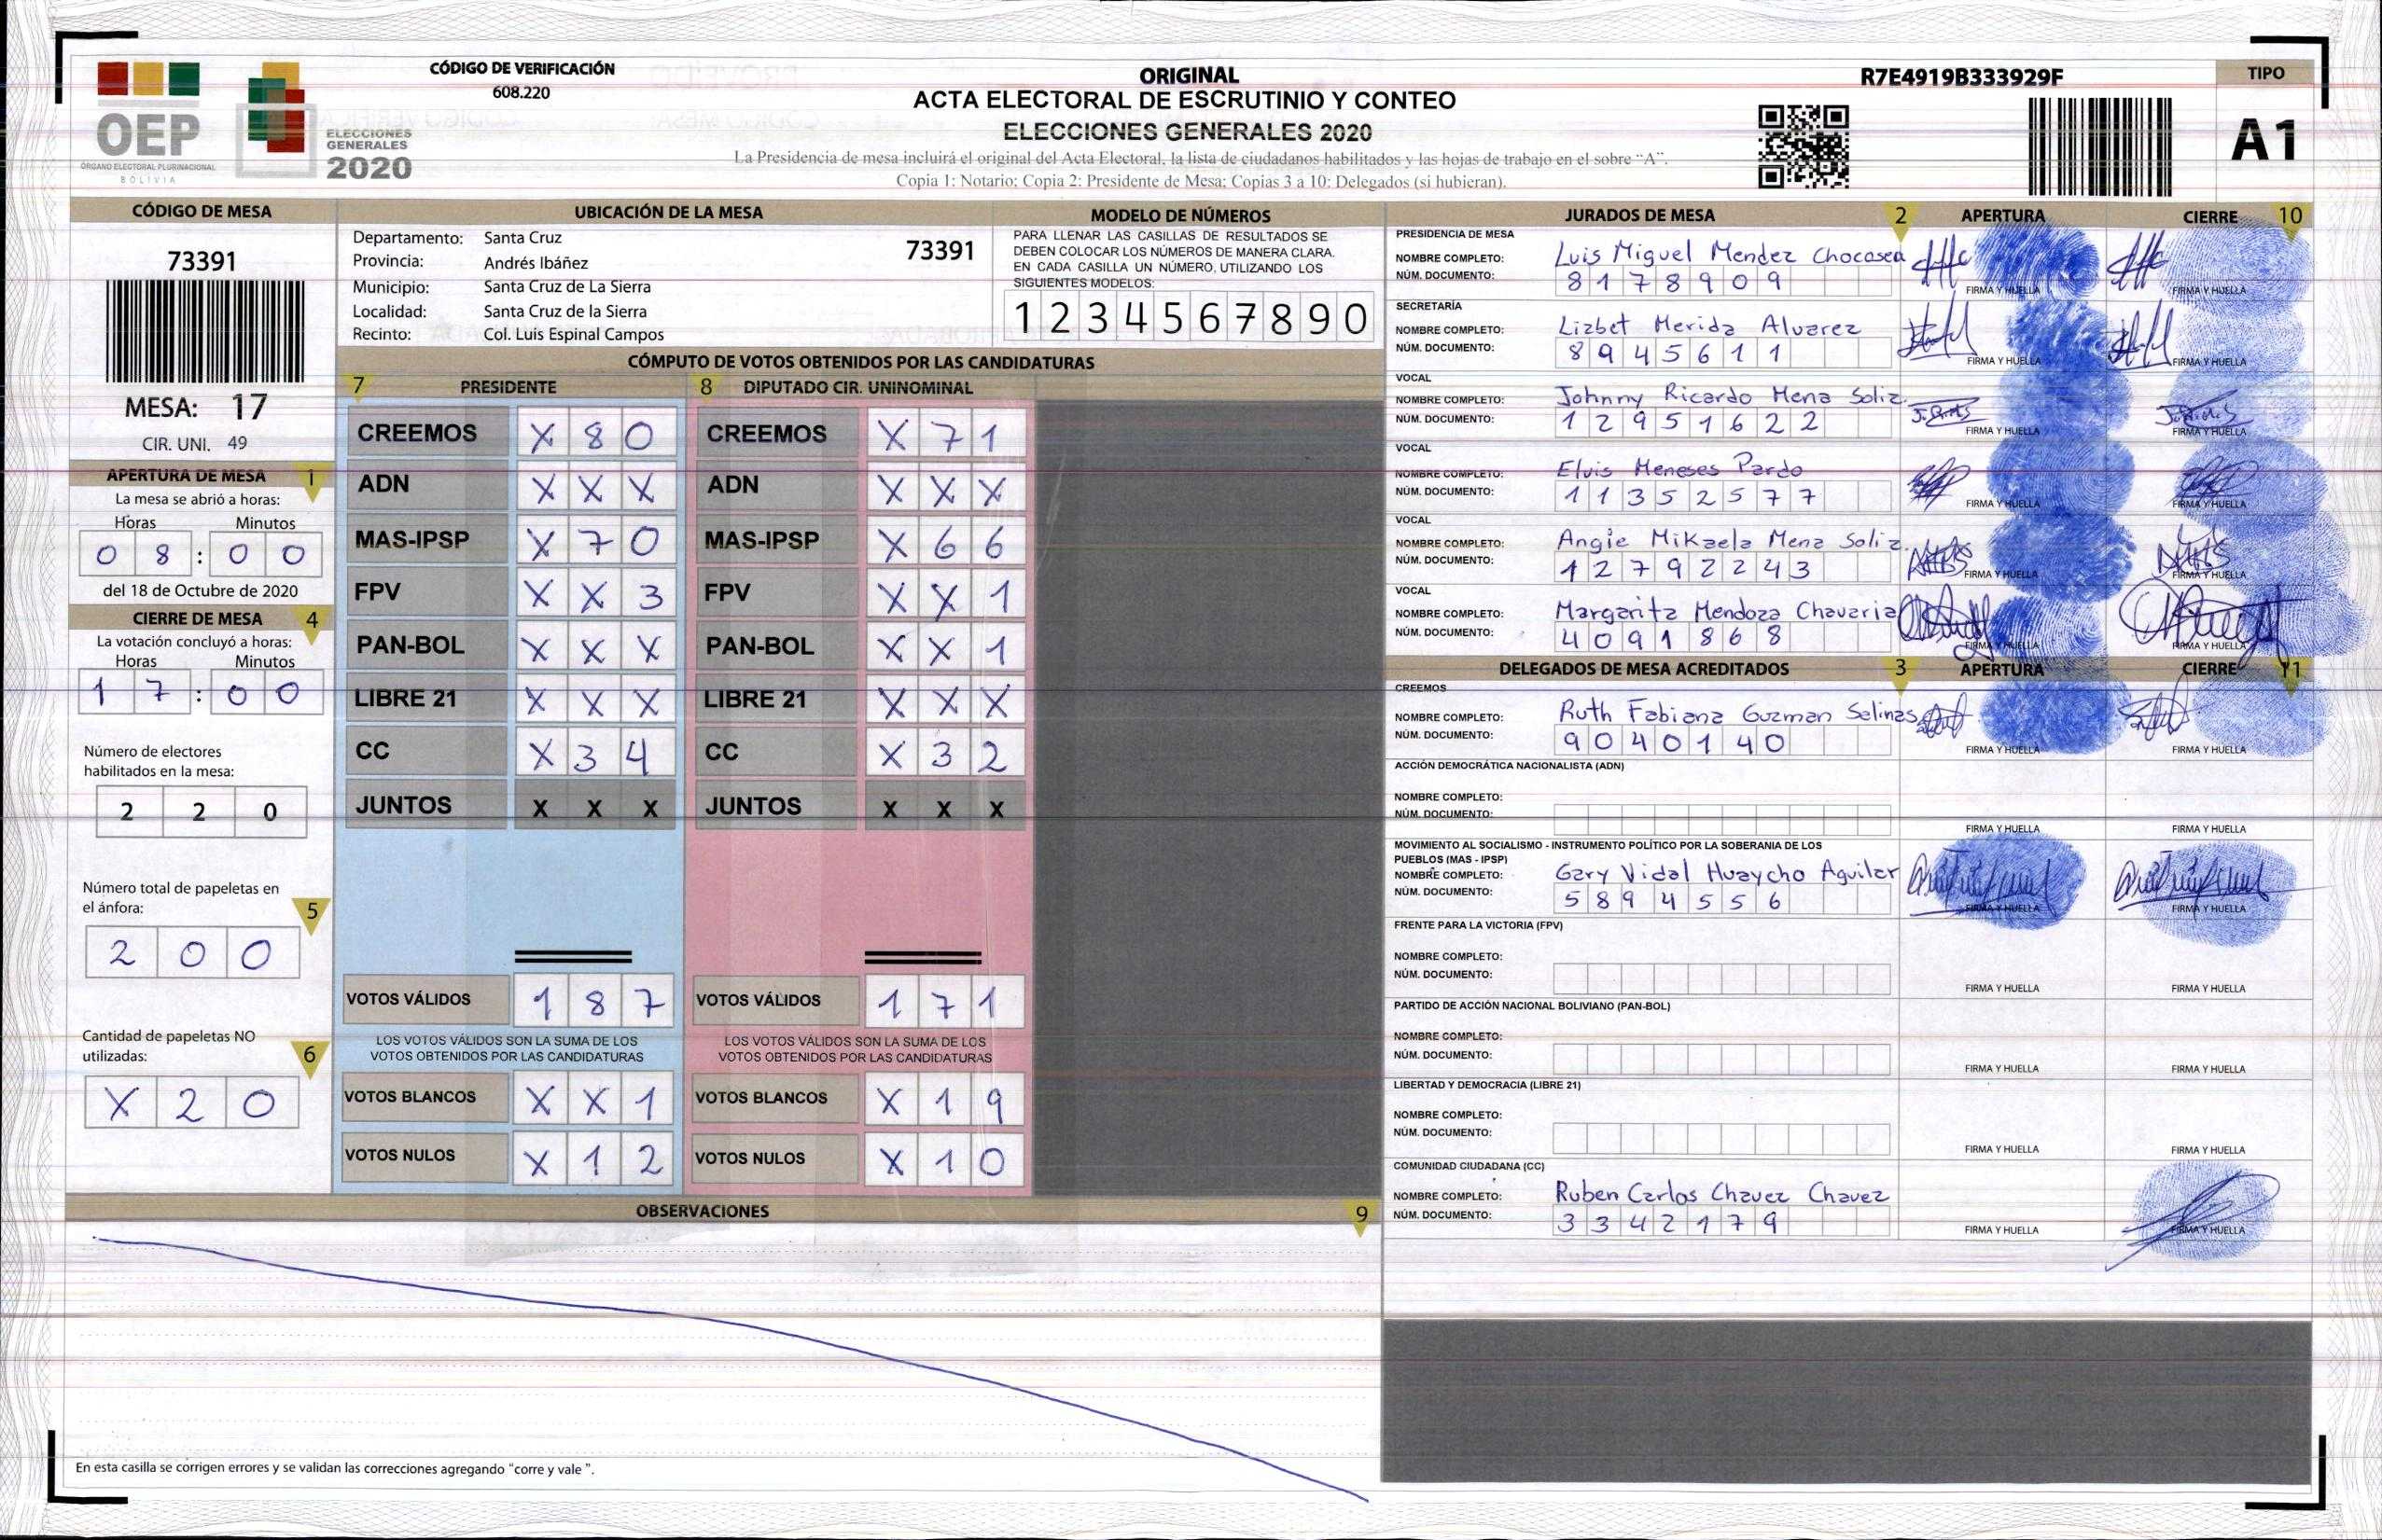 OEP
ÓRGANO ELECTORAL PLURINACIONAL
BOLIVIA
ELECCIONES
GENERALES
2020
CÓDIGO DE VERIFICACIÓN
608.220
ORIGINAL
ACTA ELECTORAL DE ESCRUTINIO Y CONTEO
ELECCIONES GENERALES 2020
La Presidencia de mesa incluirá el original del Acta Electoral, la lista de ciudadanos habilitados y las hojas de trabajo en el sobre "A".
Copia 1: Notario; Copia 2: Presidente de Mesa; Copias 3 a 10: Delegados (si hubieran).
R7E4919B333929F
TIPO
A1
CÓDIGO DE MESA
73391
MESA: 17
CIR. UNI. 49
APERTURA DE MESA 1
La mesa se abrió a horas:
Horas Minutos
0 8 : 0 0
del 18 de Octubre de 2020
CIERRE DE MESA 4
La votación concluyó a horas:
Horas Minutos
1 7 : 0 0
Número de electores
habilitados en la mesa:
2 2 0
Número total de papeletas en
el ánfora: 5
2 0 0
Cantidad de papeletas NO
utilizadas: 6
X 2 0
UBICACIÓN DE LA MESA
Departamento: Santa Cruz 73391
Provincia: Andrés Ibáñez
Municipio: Santa Cruz de La Sierra
Localidad: Santa Cruz de la Sierra
Recinto: Col. Luis Espinal Campos
MODELO DE NÚMEROS
PARA LLENAR LAS CASILLAS DE RESULTADOS SE
DEBEN COLOCAR LOS NÚMEROS DE MANERA CLARA.
EN CADA CASILLA UN NÚMERO, UTILIZANDO LOS
SIGUIENTES MODELOS:
1 2 3 4 5 6 7 8 9 0
CÓMPUTO DE VOTOS OBTENIDOS POR LAS CANDIDATURAS
7 PRESIDENTE 8 DIPUTADO CIR. UNINOMINAL
CREEMOS X 8 0 CREEMOS X 7 1
ADN X X X ADN X X X
MAS-IPSP X 7 0 MAS-IPSP X 6 6
FPV X X 3 FPV X X 1
PAN-BOL X X X PAN-BOL X X 1
LIBRE 21 X X X LIBRE 21 X X X
CC X 3 4 CC X 3 2
JUNTOS X X X JUNTOS X X X
VOTOS VÁLIDOS 1 8 7 VOTOS VÁLIDOS 1 7 1
LOS VOTOS VÁLIDOS SON LA SUMA DE LOS LOS VOTOS VÁLIDOS SON LA SUMA DE LOS
VOTOS OBTENIDOS POR LAS CANDIDATURAS VOTOS OBTENIDOS POR LAS CANDIDATURAS
VOTOS BLANCOS X X 1 VOTOS BLANCOS X 1 9
VOTOS NULOS X 1 2 VOTOS NULOS X 1 0
OBSERVACIONES 9
En esta casilla se corrigen errores y se validan las correcciones agregando "corre y vale ".
JURADOS DE MESA 2 APERTURA CIERRE 10
PRESIDENCIA DE MESA
NOMBRE COMPLETO: Luis Miguel Mendez Chocosea
NÚM. DOCUMENTO: 8178909 FIRMA Y HUELLA FIRMA Y HUELLA
SECRETARÍA
NOMBRE COMPLETO: Lizbet Merida Alvarez
NÚM. DOCUMENTO: 8945611 FIRMA Y HUELLA FIRMA Y HUELLA
VOCAL
NOMBRE COMPLETO: Johnny Ricardo Mena Soliz.
NÚM. DOCUMENTO: 12951622 FIRMA Y HUELLA FIRMA Y HUELLA
VOCAL
NOMBRE COMPLETO: Elvis Meneses Pardo
NÚM. DOCUMENTO: 11352577 FIRMA Y HUELLA FIRMA Y HUELLA
VOCAL
NOMBRE COMPLETO: Angie Mikaela Mena Soliz.
NÚM. DOCUMENTO: 12792243 FIRMA Y HUELLA FIRMA Y HUELLA
VOCAL
NOMBRE COMPLETO: Margarita Mendoza Chavaria
NÚM. DOCUMENTO: 4091868 FIRMA Y HUELLA FIRMA Y HUELLA
DELEGADOS DE MESA ACREDITADOS 3 APERTURA CIERRE 11
CREEMOS
NOMBRE COMPLETO: Ruth Fabiana Guzman Salinas
NÚM. DOCUMENTO: 9040140 FIRMA Y HUELLA FIRMA Y HUELLA
ACCIÓN DEMOCRÁTICA NACIONALISTA (ADN)
NOMBRE COMPLETO:
NÚM. DOCUMENTO: FIRMA Y HUELLA FIRMA Y HUELLA
MOVIMIENTO AL SOCIALISMO - INSTRUMENTO POLÍTICO POR LA SOBERANIA DE LOS
PUEBLOS (MAS - IPSP)
NOMBRE COMPLETO: Gary Vidal Huaycho Aguilar
NÚM. DOCUMENTO: 5894556 FIRMA Y HUELLA FIRMA Y HUELLA
FRENTE PARA LA VICTORIA (FPV)
NOMBRE COMPLETO:
NÚM. DOCUMENTO: FIRMA Y HUELLA FIRMA Y HUELLA
PARTIDO DE ACCIÓN NACIONAL BOLIVIANO (PAN-BOL)
NOMBRE COMPLETO:
NÚM. DOCUMENTO: FIRMA Y HUELLA FIRMA Y HUELLA
LIBERTAD Y DEMOCRACIA (LIBRE 21)
NOMBRE COMPLETO:
NÚM. DOCUMENTO: FIRMA Y HUELLA FIRMA Y HUELLA
COMUNIDAD CIUDADANA (CC)
NOMBRE COMPLETO: Ruben Carlos Chavez Chavez
NÚM. DOCUMENTO: 3342179 FIRMA Y HUELLA FIRMA Y HUELLA